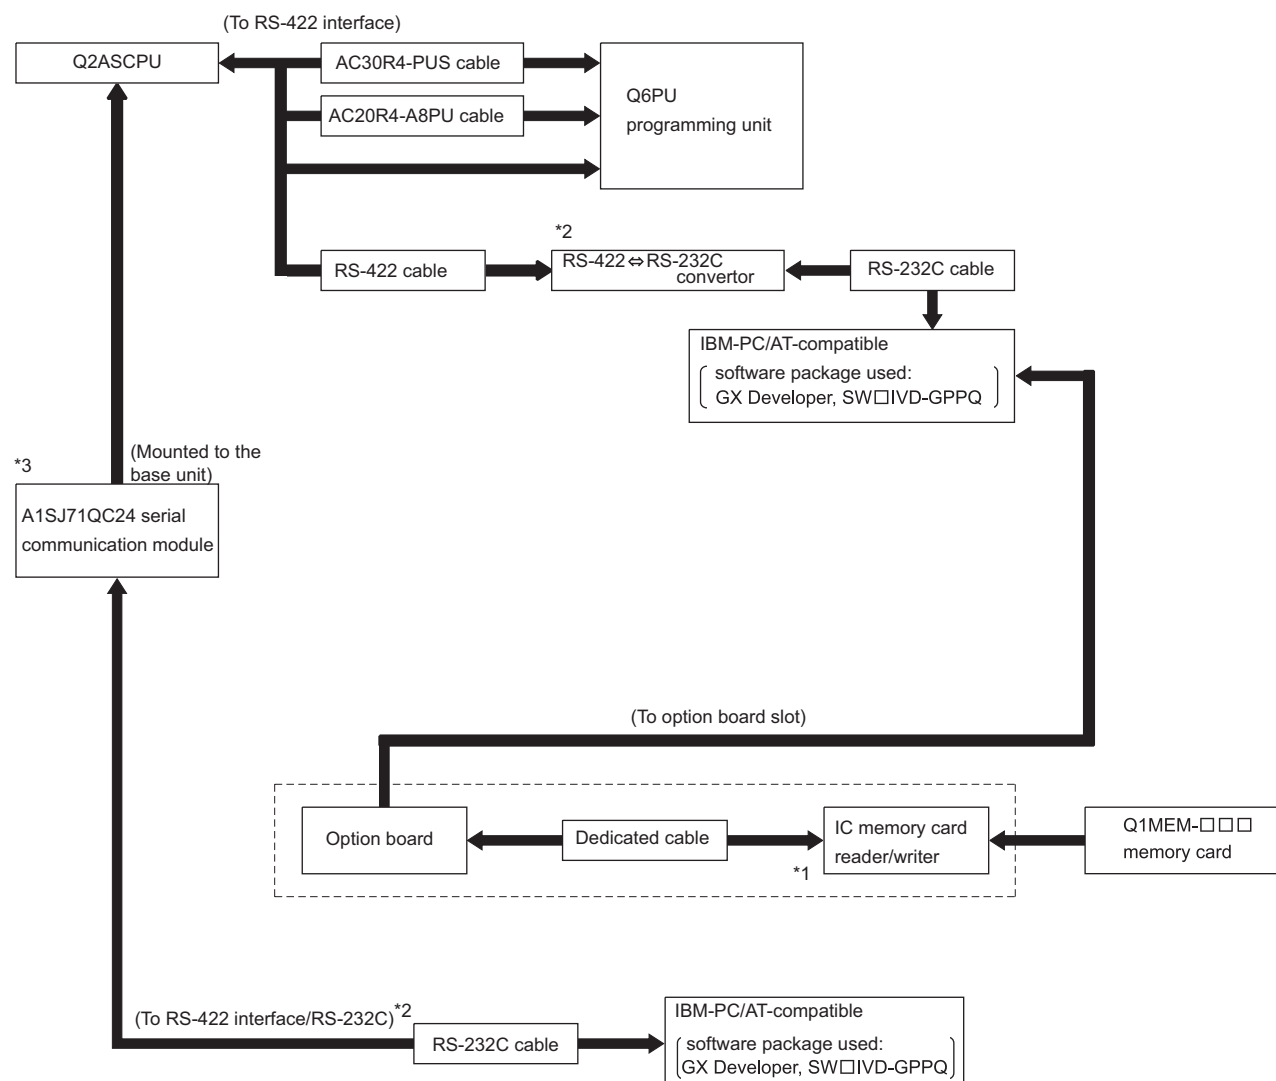 (To RS-422 interface)
Q2ASCPU
AC30R4-PUS cable
AC20R4-A8PU cable
Q6PU
programming unit
*2
RS-422 cable
RS-422⇔RS-232C
convertor
RS-232C cable
IBM-PC/AT-compatible
software package used:
GX Developer, SW□IVD-GPPQ
*3
(Mounted to the
base unit)
A1SJ71QC24 serial
communication module
(To option board slot)
Option board
Dedicated cable
*1
IC memory card
reader/writer
Q1MEM-□□□
memory card
(To RS-422 interface/RS-232C)*2
RS-232C cable
IBM-PC/AT-compatible
software package used:
GX Developer, SW□IVD-GPPQ